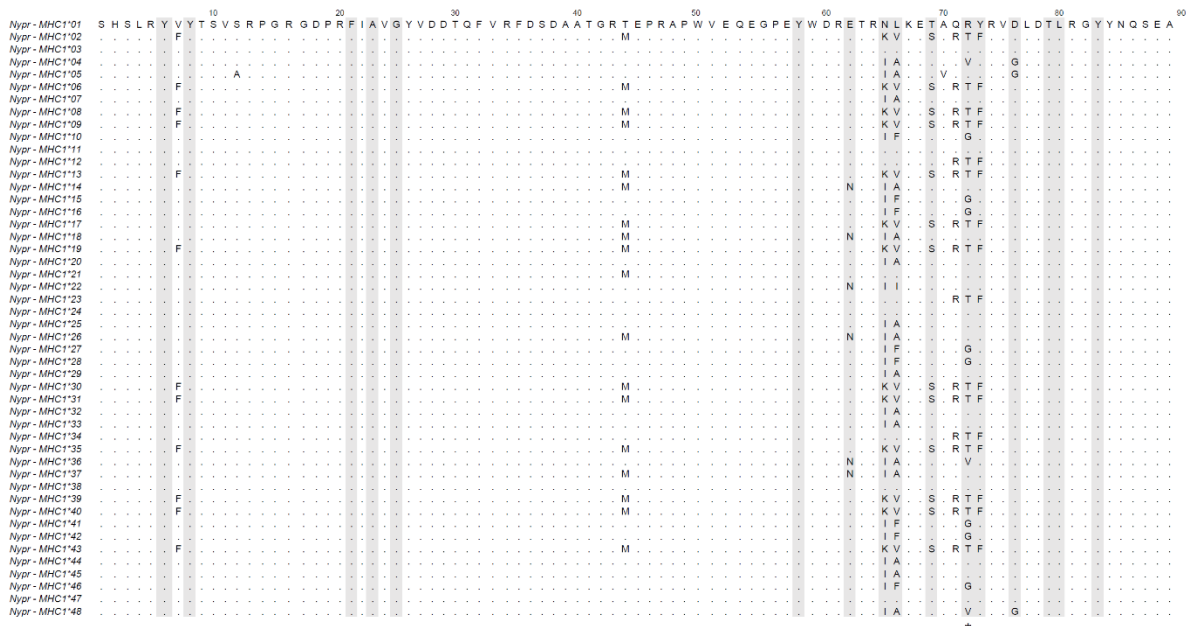 10 20 30 40 50 60 70 80 90
Nypr - MHC1*01 S H S L R Y V Y T S V S R P G R G D P R F I A V G Y V D D T Q F V R F D S D A A T G R T E P R A P W V E Q E G P E Y W D R E T R N L K E T A Q R Y R V D L D T L R G Y Y N Q S E A
Nypr - MHC1*02 F M K V S R T F
Nypr - MHC1*03
Nypr - MHC1*04 I A V G
Nypr - MHC1*05 A I A V G
Nypr - MHC1*06 F M K V S R T F
Nypr - MHC1*07 I A
Nypr - MHC1*08 F M K V S R T F
Nypr - MHC1*09 F M K V S R T F
Nypr - MHC1*10 I F G
Nypr - MHC1*11
Nypr - MHC1*12 R T F
Nypr - MHC1*13 F M K V S R T F
Nypr - MHC1*14 M N I A
Nypr - MHC1*15 I F G
Nypr - MHC1*16 I F G
Nypr - MHC1*17 M K V S R T F
Nypr - MHC1*18 M N I A
Nypr - MHC1*19 F M K V S R T F
Nypr - MHC1*20 I A
Nypr - MHC1*21 M
Nypr - MHC1*22 N I I
Nypr - MHC1*23 R T F
Nypr - MHC1*24
Nypr - MHC1*25 I A
Nypr - MHC1*26 M N I A
Nypr - MHC1*27 I F G
Nypr - MHC1*28 I F G
Nypr - MHC1*29 I A
Nypr - MHC1*30 F M K V S R T F
Nypr - MHC1*31 F M K V S R T F
Nypr - MHC1*32 I A
Nypr - MHC1*33 I A
Nypr - MHC1*34 R T F
Nypr - MHC1*35 F M K V S R T F
Nypr - MHC1*36 N I A V
Nypr - MHC1*37 M N I A
Nypr - MHC1*38
Nypr - MHC1*39 F M K V S R T F
Nypr - MHC1*40 F M K V S R T F
Nypr - MHC1*41 I F G
Nypr - MHC1*42 I F G
Nypr - MHC1*43 F M K V S R T F
Nypr - MHC1*44 I A
Nypr - MHC1*45 I A
Nypr - MHC1*46 I F G
Nypr - MHC1*47
Nypr - MHC1*48 I A V G
*